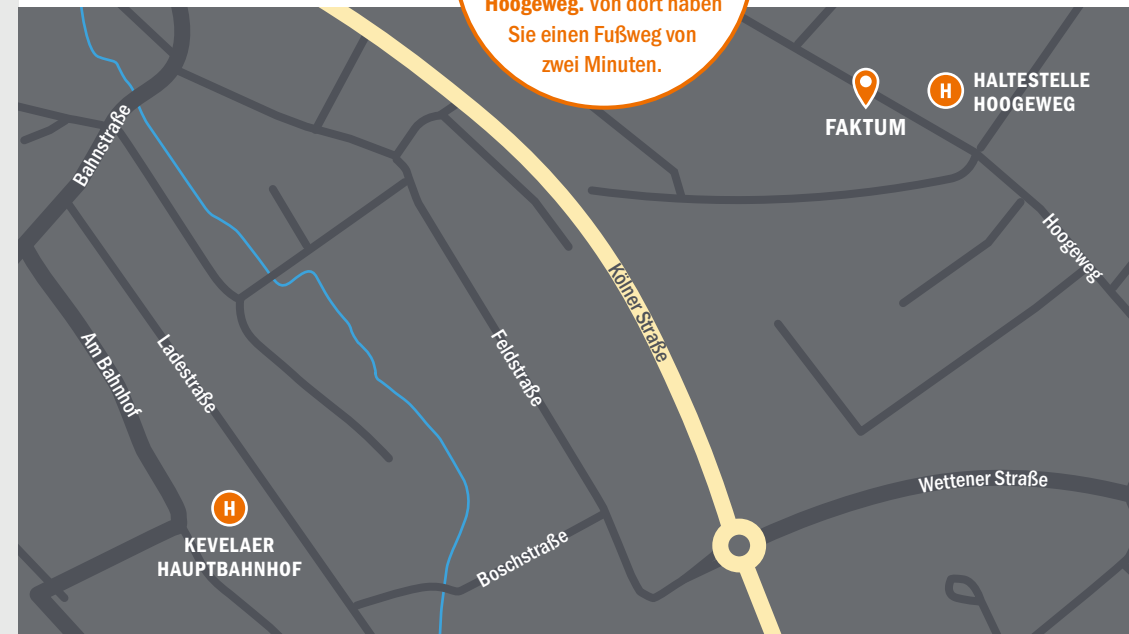 Hoogeweg. Von dort haben
Sie einen Fußweg von
zwei Minuten.
H
HALTESTELLE
HOOGEWEG
FAKTUM
Bahnstraße
Hoogeweg
Kölner Straße
Am Bahnhof
Ladestraße
Feldstraße
Wettener Straße
H
KEVELAER
HAUPTBAHNHOF
Boschstraße